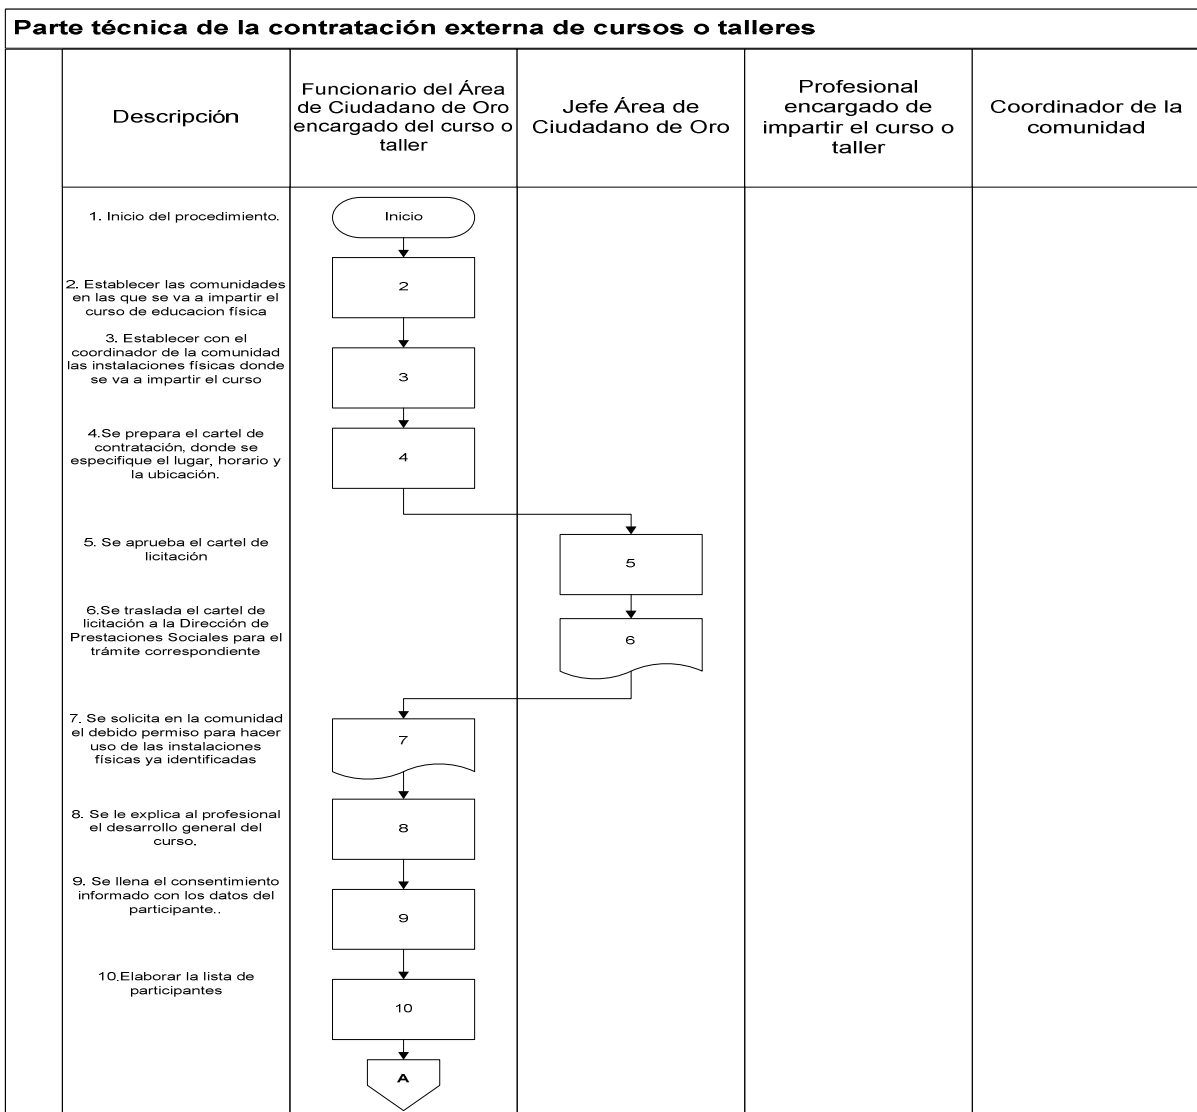 Parte técnica de la contratación externa de cursos o talleres
Descripción
Funcionario del Área
de Ciudadano de Oro
encargado del curso o
taller
Jefe Área de
Ciudadano de Oro
Profesional
encargado de
impartir el curso o
taller
Coordinador de la
comunidad
1. Inicio del procedimiento.
Inicio
2. Establecer las comunidades
en las que se va a impartir el
curso de educacion física
2
3. Establecer con el
coordinador de la comunidad
las instalaciones físicas donde
se va a impartir el curso
3
4.Se prepara el cartel de
contratación, donde se
especifique el lugar, horario y
la ubicación.
4
5. Se aprueba el cartel de
licitación
5
6.Se traslada el cartel de
licitación a la Dirección de
Prestaciones Sociales para el
trámite correspondiente
6
7. Se solicita en la comunidad
el debido permiso para hacer
uso de las instalaciones
físicas ya identificadas
7
8. Se le explica al profesional
el desarrollo general del
curso.
8
9. Se llena el consentimiento
informado con los datos del
participante..
9
10.Elaborar la lista de
participantes
10
A